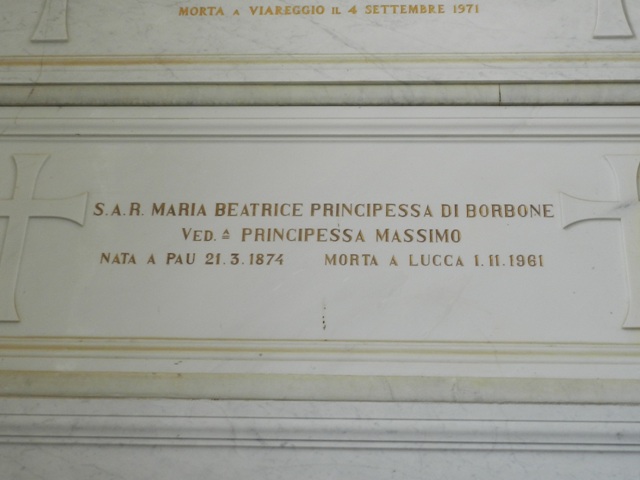 MORTA A VIAREGGIO IL 4 SETTEMBRE 1971
S.A.R. MARIA BEATRICE PRINCIPESSA DI BORBONE
VED.ᴬ PRINCIPESSA MASSIMO
NATA A PAU 21.3.1874 MORTA A LUCCA 1.11.1961